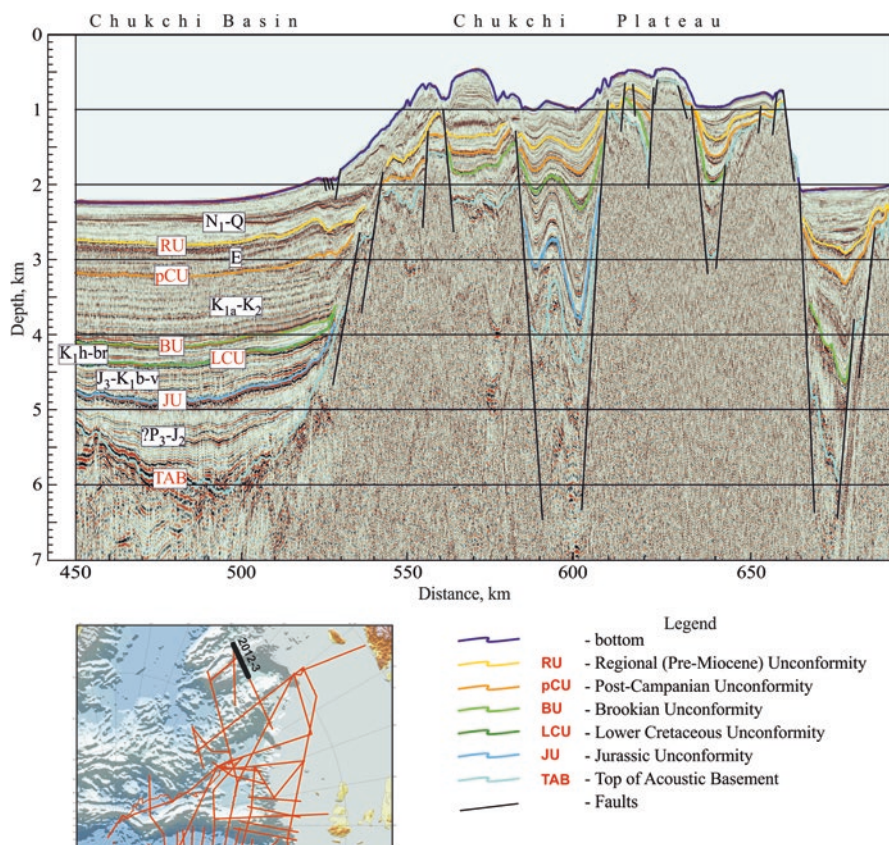 Chukchi Basin Chukchi Plateau
0
1
2
3
4
5
6
7
Depth, km
N₁-Q
RU
E
pCU
K₁a-K₂
BU
K₁h-br
LCU
J₃-K₁b-v
JU
?P₃-J₂
TAB
450 500 550 600 650
Distance, km
2012-3
Legend
- bottom
RU - Regional (Pre-Miocene) Unconformity
pCU - Post-Campanian Unconformity
BU - Brookian Unconformity
LCU - Lower Cretaceous Unconformity
JU - Jurassic Unconformity
TAB - Top of Acoustic Basement
- Faults